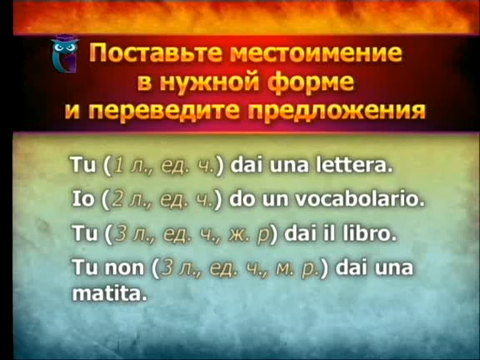 Поставьте местоимение
в нужной форме
и переведите предложения
Tu (1 л., ед. ч.) dai una lettera.
Io (2 л., ед. ч.) do un vocabolario.
Tu (3 л., ед. ч., ж. р) dai il libro.
Tu non (3 л., ед. ч., м. р.) dai una
matita.